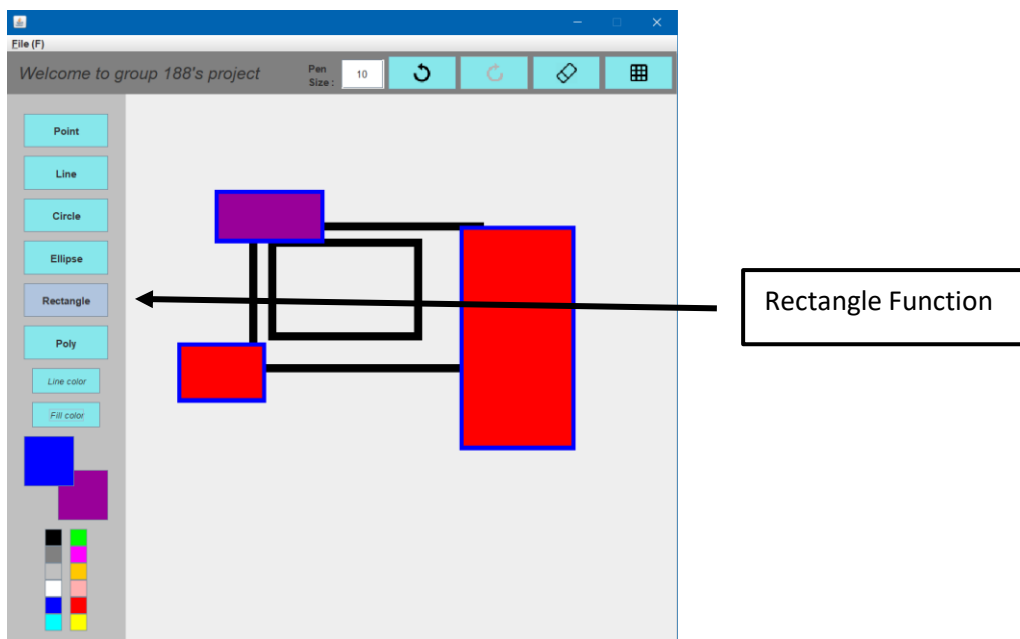 File (F)
Welcome to group 188's project
Pen
Size :
10
Point
Line
Circle
Ellipse
Rectangle
Poly
Line color
Fill color
Rectangle Function